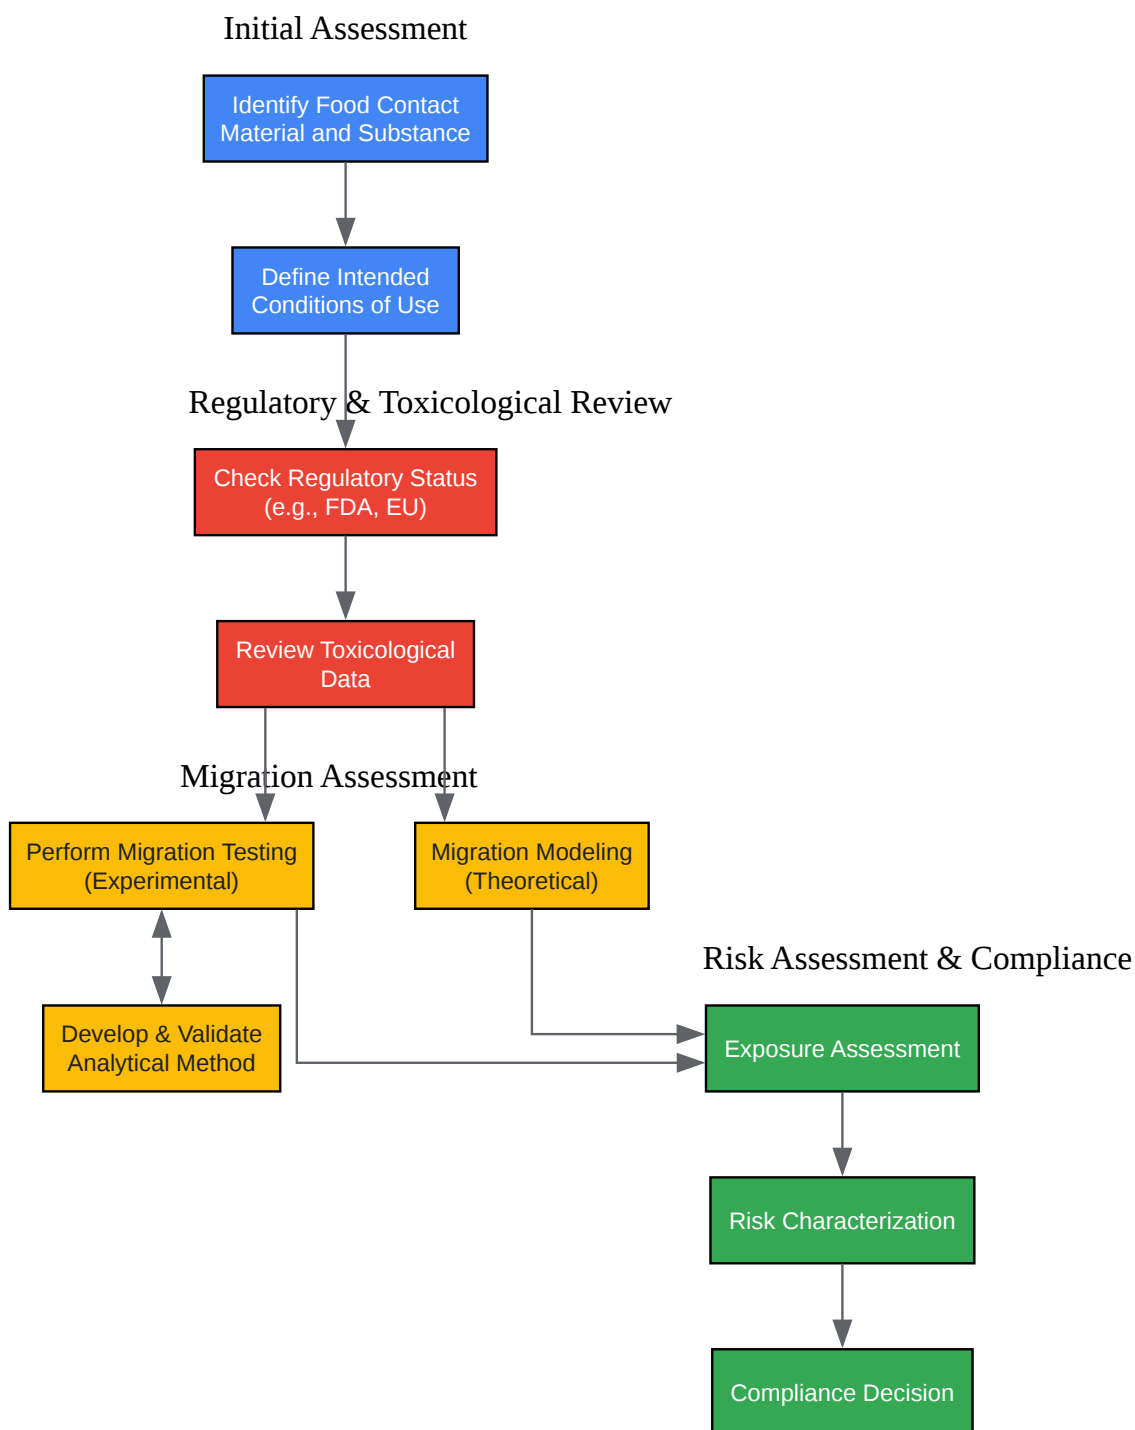 Initial Assessment
Identify Food Contact
Material and Substance
Define Intended
Conditions of Use
Regulatory & Toxicological Review
Check Regulatory Status
(e.g., FDA, EU)
Review Toxicological
Data
Migration Assessment
Perform Migration Testing
(Experimental)
Migration Modeling
(Theoretical)
Develop & Validate
Analytical Method
Risk Assessment & Compliance
Exposure Assessment
Risk Characterization
Compliance Decision